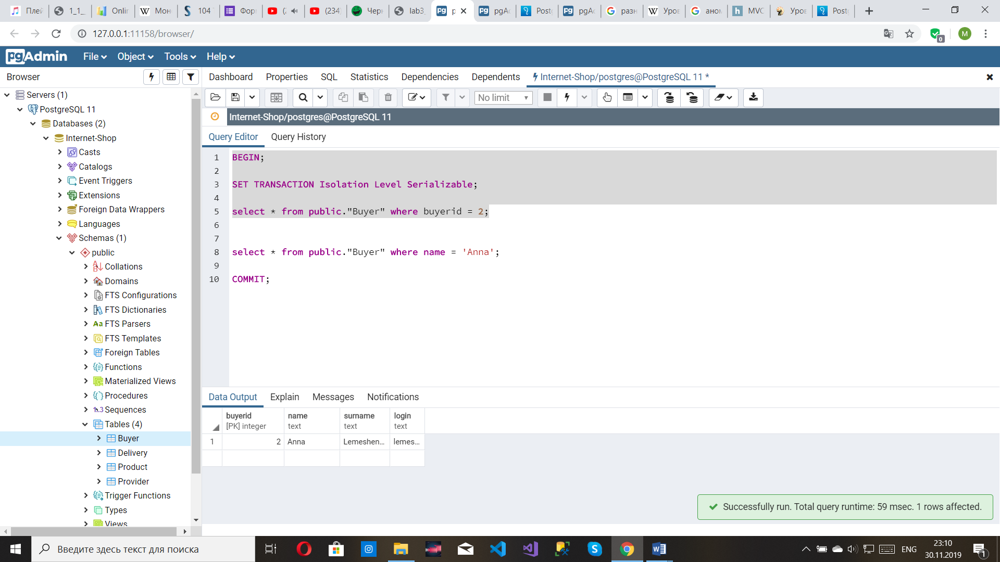 Плей
1_1_
Onlin
Мон
104
Фор
(234
Черн
lab3_
p
pgA
Post
pgA
разн
Уров
аном
MVC
Уров
Post
127.0.0.1:11158/browser/
0
M
pgAdmin
File
Object
Tools
Help
Browser
Dashboard
Properties
SQL
Statistics
Dependencies
Dependents
Internet-Shop/postgres@PostgreSQL 11 *
No limit
Internet-Shop/postgres@PostgreSQL 11
Query Editor
Query History
Servers (1)
PostgreSQL 11
Databases (2)
Internet-Shop
Casts
Catalogs
Event Triggers
Extensions
Foreign Data Wrappers
Languages
Schemas (1)
public
Collations
Domains
FTS Configurations
FTS Dictionaries
FTS Parsers
FTS Templates
Foreign Tables
Functions
Materialized Views
Procedures
Sequences
Tables (4)
Buyer
Delivery
Product
Provider
Trigger Functions
Types
Views
1 BEGIN;
2
3 SET TRANSACTION Isolation Level Serializable;
4
5 select * from public."Buyer" where buyerid = 2;
6
7
8 select * from public."Buyer" where name = 'Anna';
9
10 COMMIT;
Data Output
Explain
Messages
Notifications
buyerid name surname login
[PK] integer text text text
1 2 Anna Lemeshen... lemes...
Successfully run. Total query runtime: 59 msec. 1 rows affected.
Введите здесь текст для поиска
ENG
23:10
30.11.2019
1